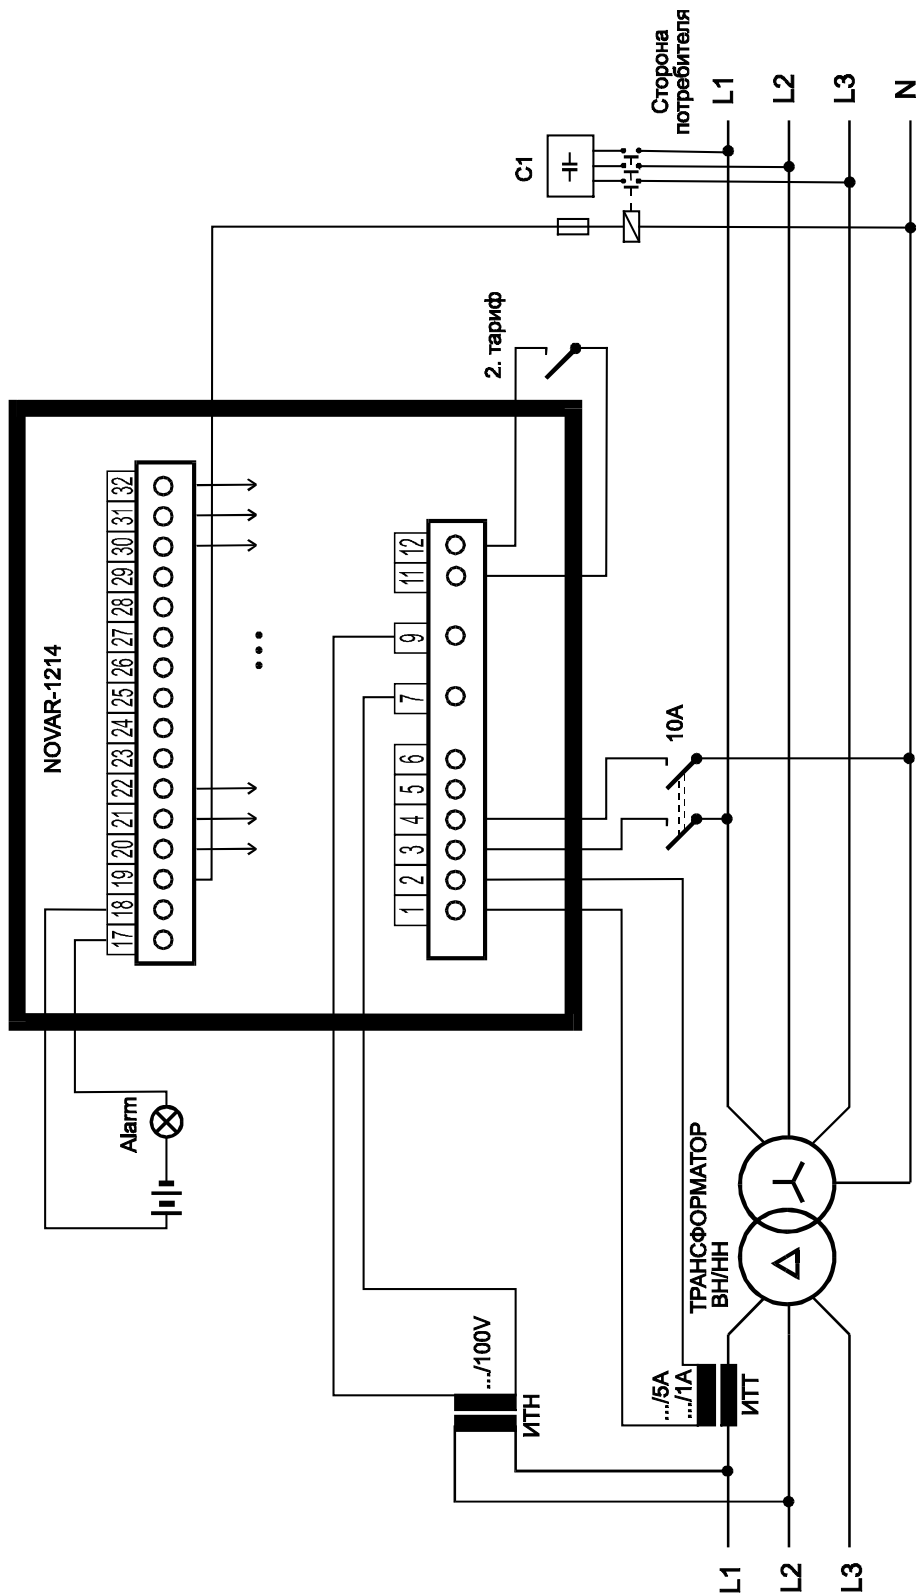 NOVAR-1214
17 18 19 20 21 22 23 24 25 26 27 28 29 30 31 32
Alarm
1 2 3 4 5 6 7 9 11 12
2. тариф
C1
Сторона
потребителя
10A
.../100V
ИТН
.../5A
.../1A
ИТТ
ТРАНСФОРМАТОР
ВН/НН
L1
L2
L3
L1
L2
L3
N